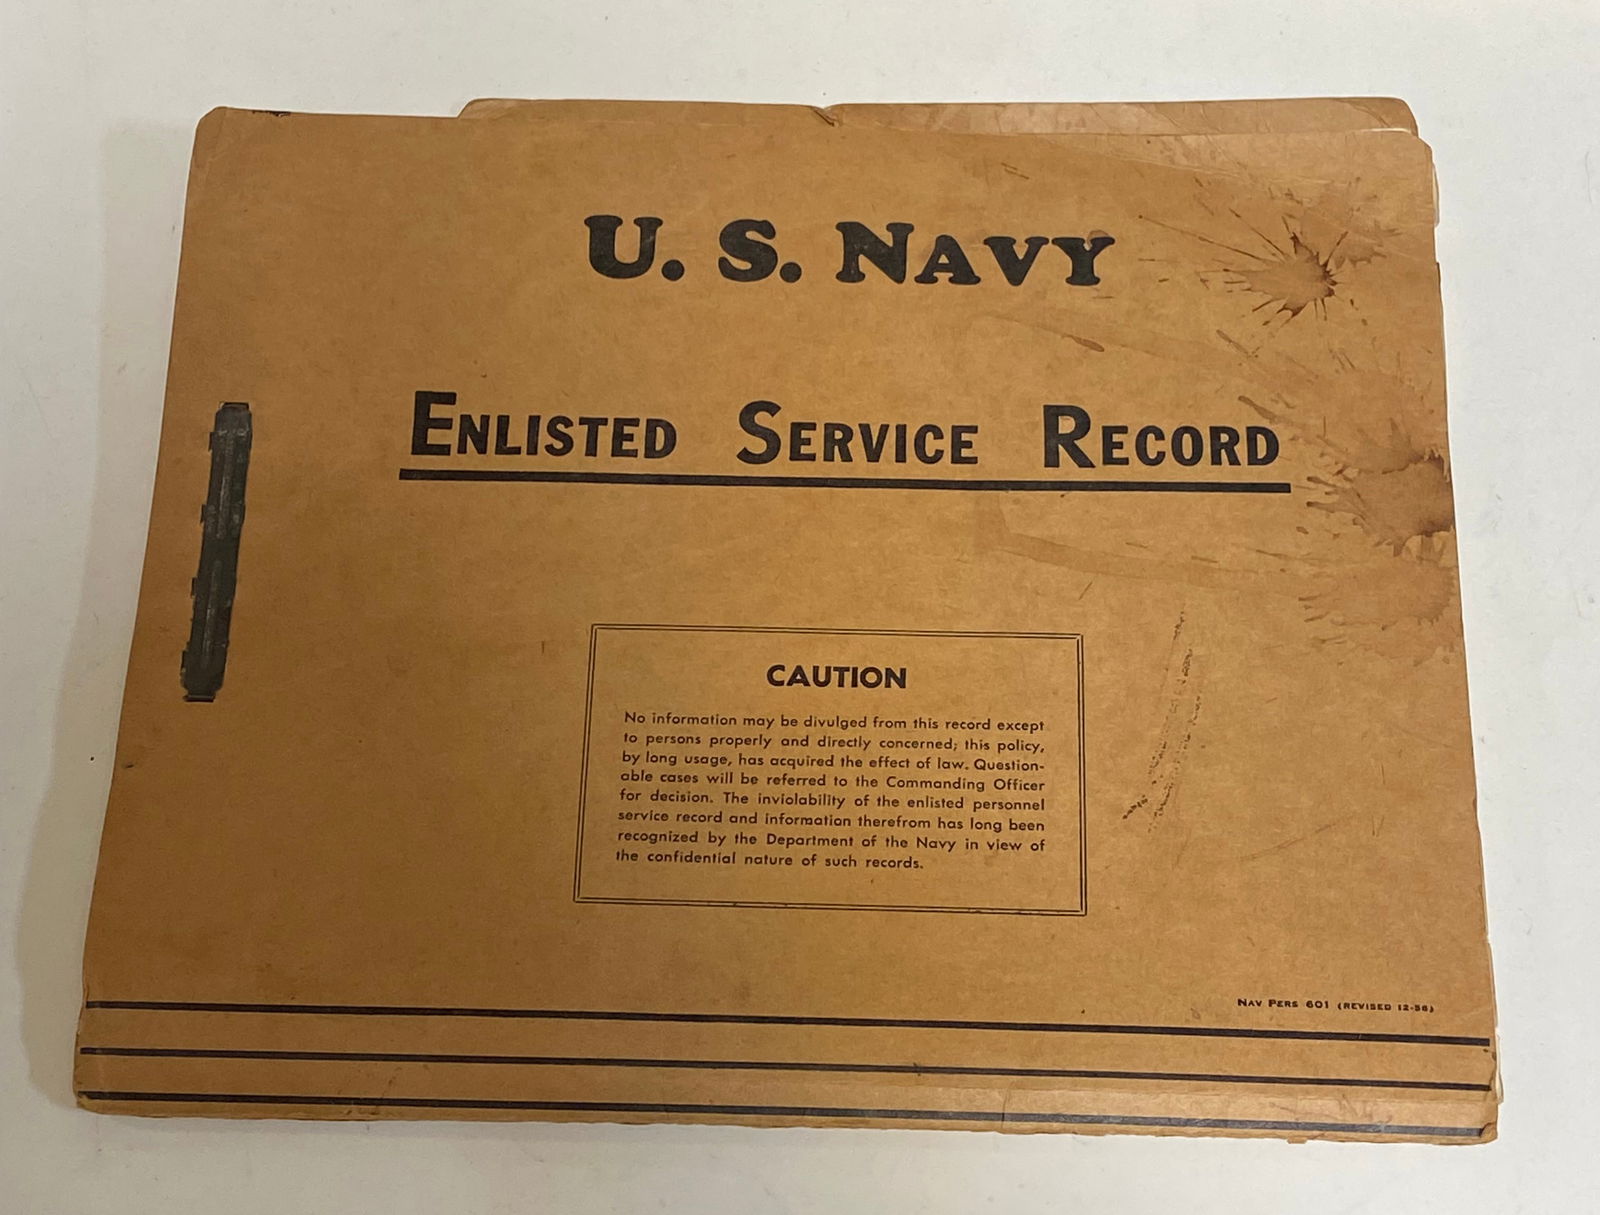 U. S. NAVY
ENLISTED SERVICE RECORD
CAUTION
No information may be divulged from this record except
to persons properly and directly concerned; this policy,
by long usage, has acquired the effect of law. Question-
able cases will be referred to the Commanding Officer
for decision. The inviolability of the enlisted personnel
service record and information therefrom has long been
recognized by the Department of the Navy in view of
the confidential nature of such records.
NAV PERS 601 (REVISED 12-56)